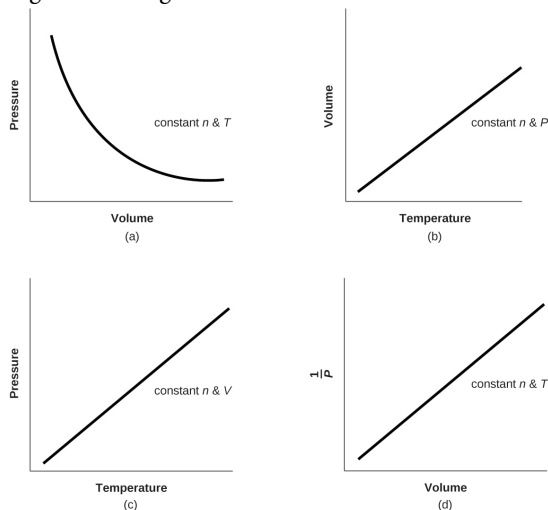 Pressure
constant n & T
Volume
(a)
Volume
constant n & P
Temperature
(b)
Pressure
constant n & V
Temperature
(c)
1
P
constant n & T
Volume
(d)